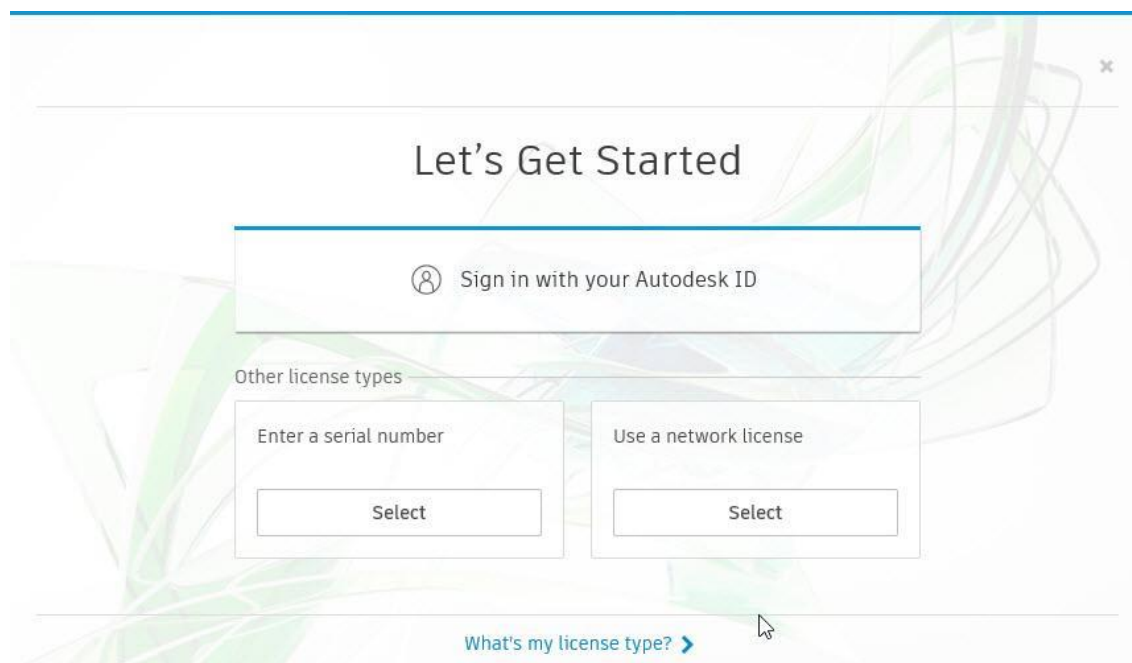 Let's Get Started
Sign in with your Autodesk ID
Other license types
Enter a serial number
Use a network license
Select
Select
What's my license type?